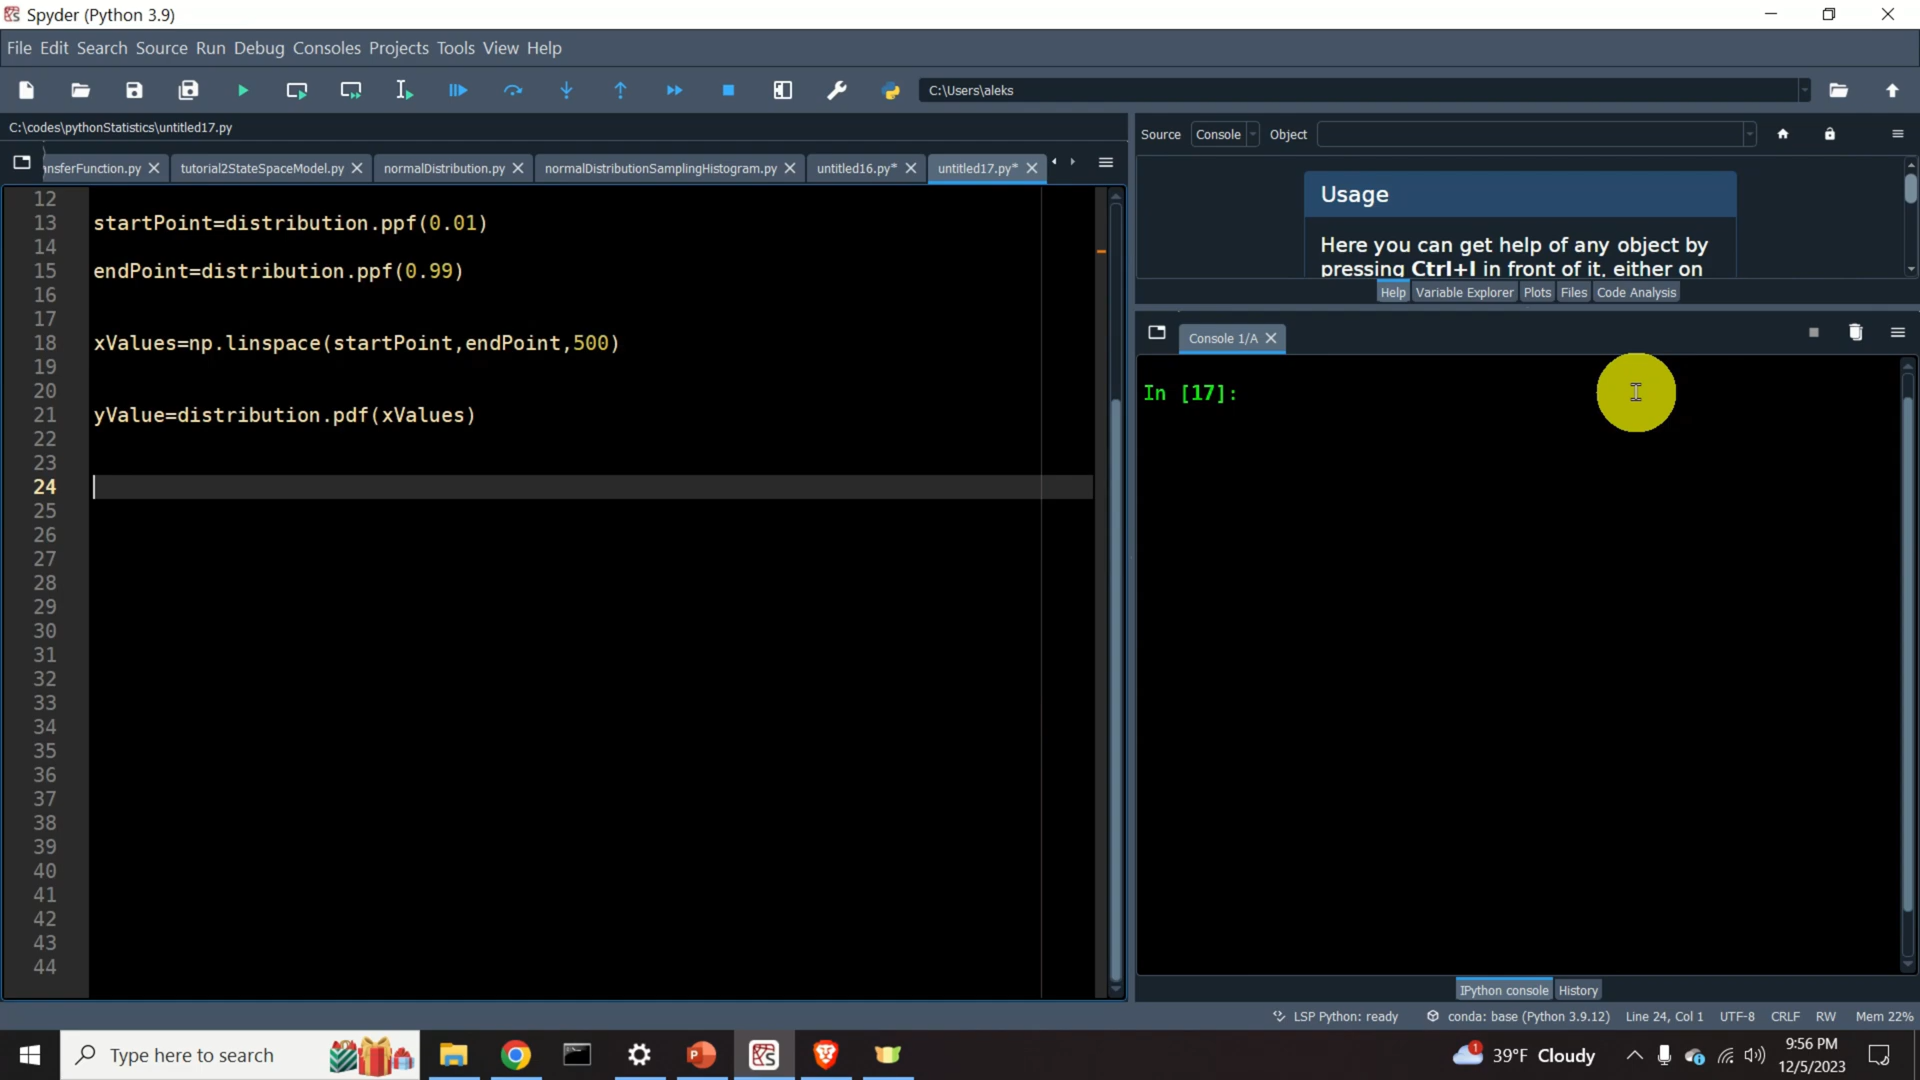 Spyder (Python 3.9)
File Edit Search Source Run Debug Consoles Projects Tools View Help
C:\Users\aleks
C:\codes\pythonStatistics\untitled17.py
Source Console Object
nsferFunction.py tutorial2StateSpaceModel.py normalDistribution.py normalDistributionSamplingHistogram.py untitled16.py* untitled17.py*
Usage
Here you can get help of any object by
pressing Ctrl+I in front of it, either on
Help Variable Explorer Plots Files Code Analysis
Console 1/A
In [17]:
12
13 startPoint=distribution.ppf(0.01)
14
15 endPoint=distribution.ppf(0.99)
16
17
18 xValues=np.linspace(startPoint,endPoint,500)
19
20
21 yValue=distribution.pdf(xValues)
22
23
24
25
26
27
28
29
30
31
32
33
34
35
36
37
38
39
40
41
42
43
44
IPython console History
LSP Python: ready conda: base (Python 3.9.12) Line 24, Col 1 UTF-8 CRLF RW Mem 22%
Type here to search
1
39°F Cloudy
9:56 PM
12/5/2023